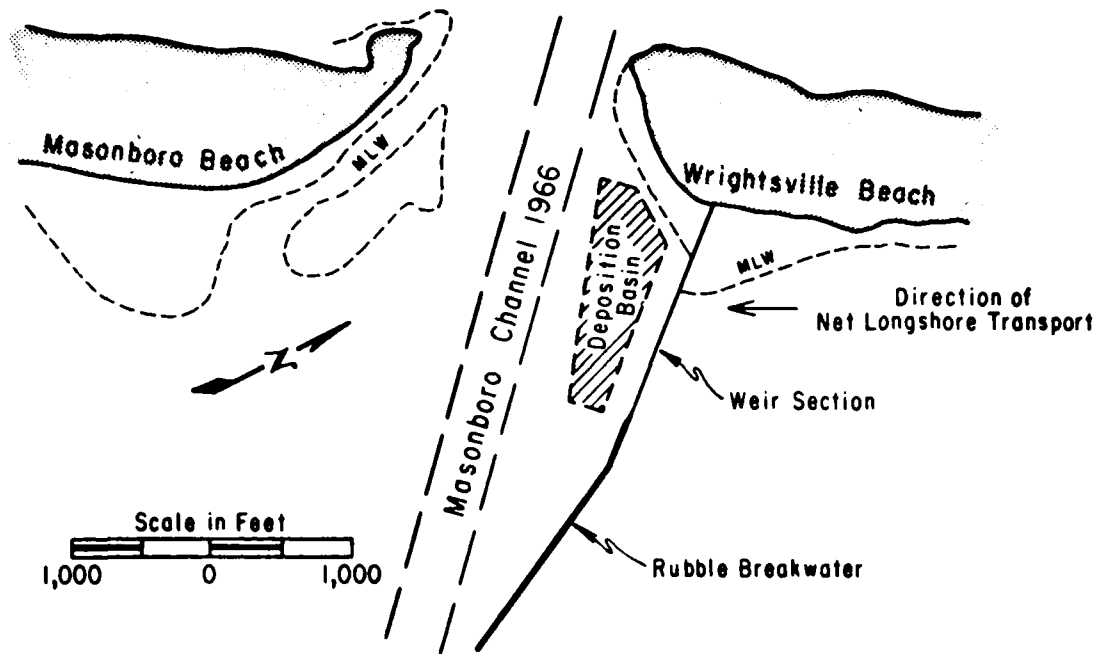 Masonboro Beach
MLW
Masonboro Channel 1966
Wrightsville Beach
MLW
Deposition
Basin
Direction of
Net Longshore Transport
N
Weir Section
Scale in Feet
1,000 0 1,000
Rubble Breakwater